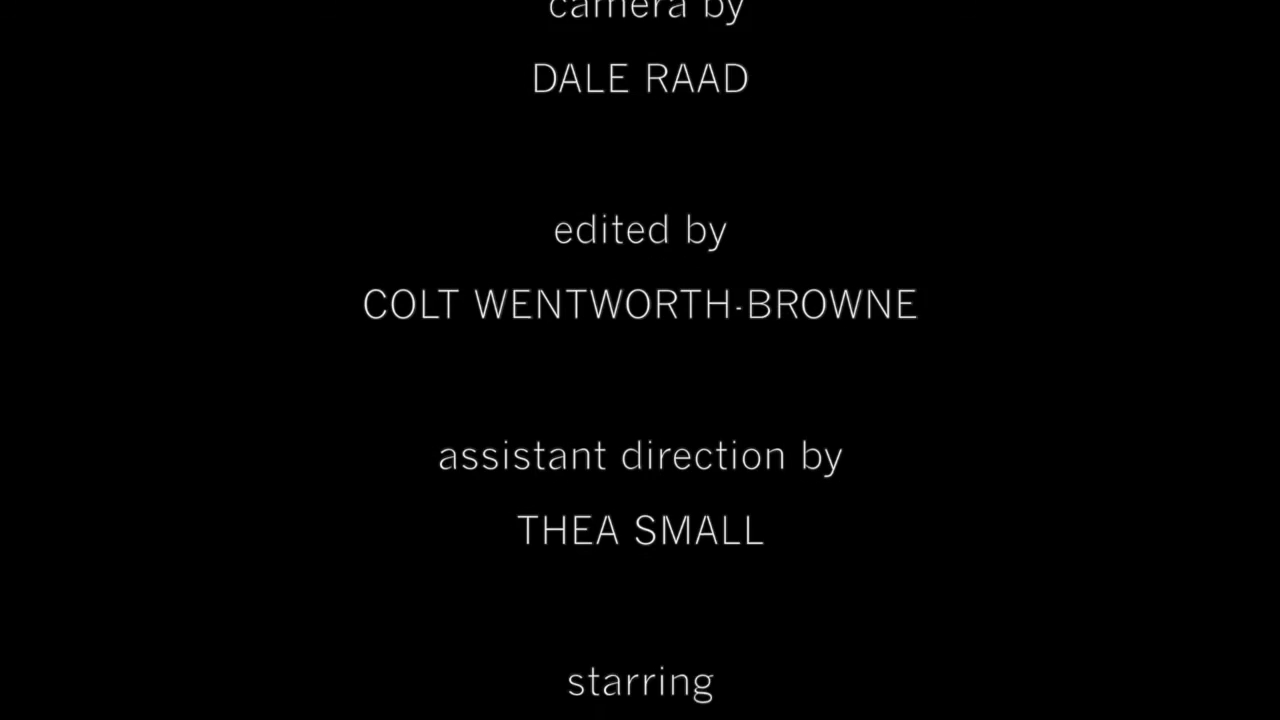 camera by
DALE RAAD
edited by
COLT WENTWORTH-BROWNE
assistant direction by
THEA SMALL
starring